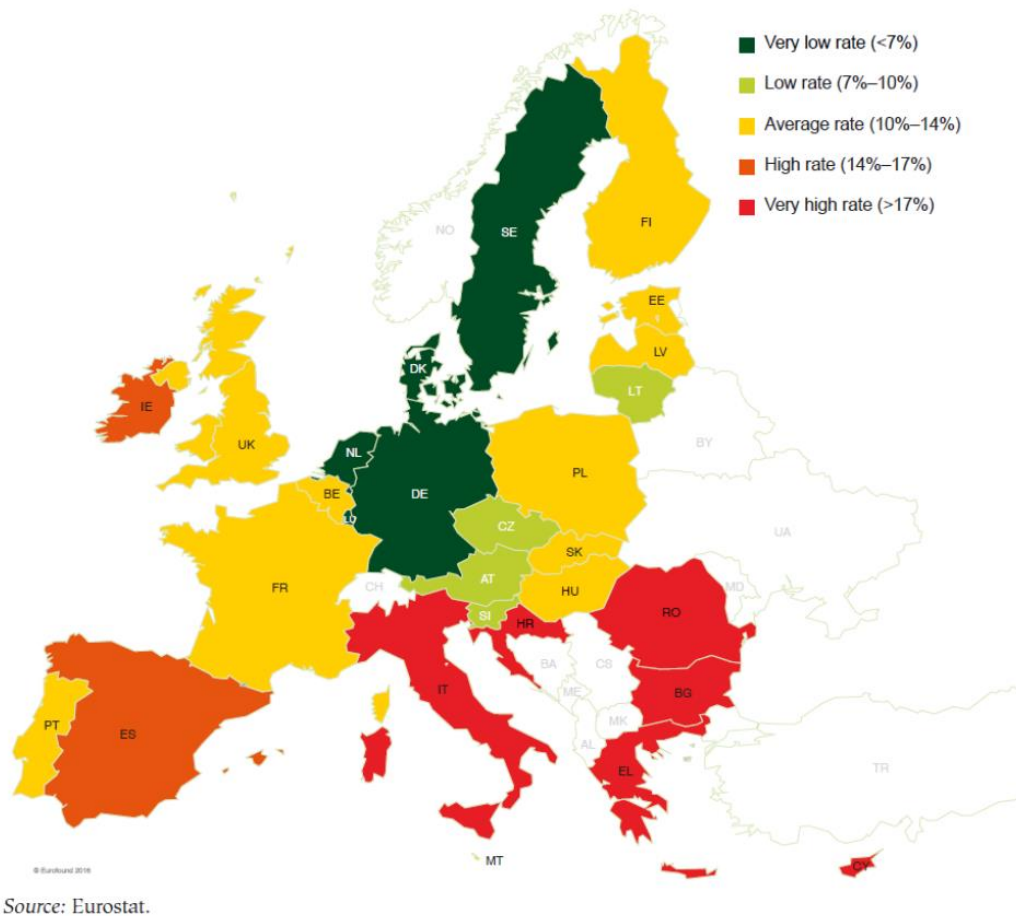 Very low rate (<7%)
Low rate (7%–10%)
Average rate (10%–14%)
High rate (14%–17%)
Very high rate (>17%)
NO
SE
FI
EE
LV
LT
DK
IE
UK
BY
NL
BE
DE
PL
LU
CZ
UA
SK
FR
CH
AT
HU
MD
SI
RO
HR
BA
CS
IT
ME
BG
PT
ES
MK
AL
EL
TR
MT
CY
© Eurofound 2016
Source: Eurostat.